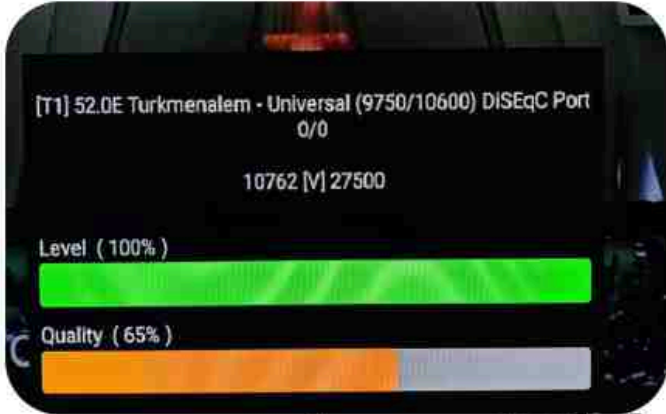 [T1] 52.0E Turkmenalem - Universal (9750/10600) DiSEqC Port
0/0
10762 [V] 27500
Level ( 100% )
Quality ( 65% )